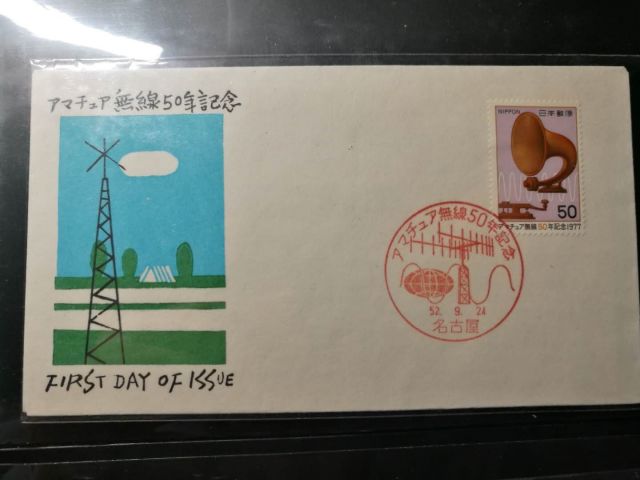 アマチュア無線50年記念
NIPPON 日本郵便
50
アマチュア無線50年記念1977
アマチュア無線50年記念
52. 9. 24
名古屋
FIRST DAY OF ISSUE